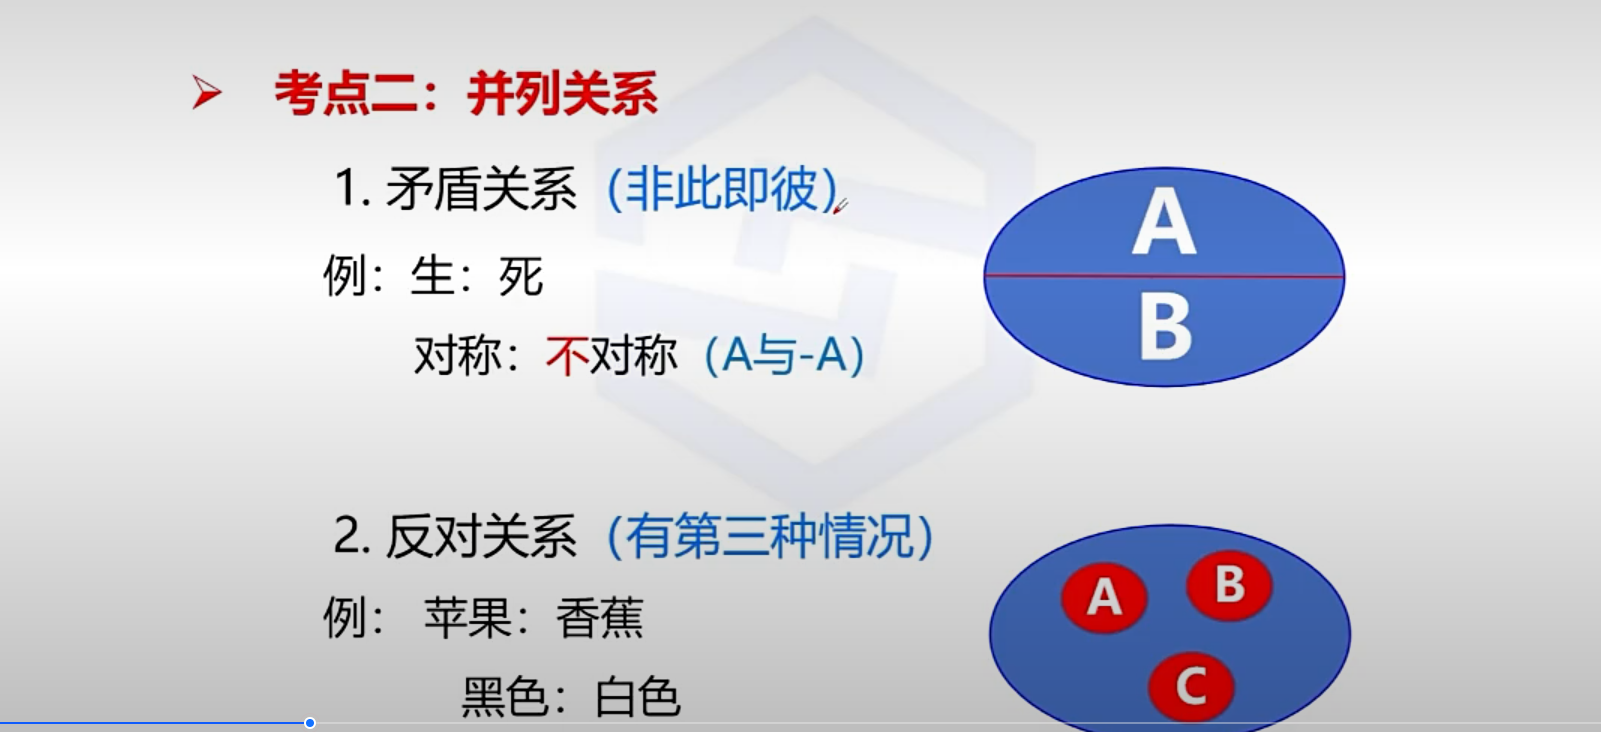 考点二：并列关系
1. 矛盾关系（非此即彼）
例：生：死
对称：不对称（A与-A）
A
B
2. 反对关系（有第三种情况）
例： 苹果：香蕉
黑色：白色
A
B
C